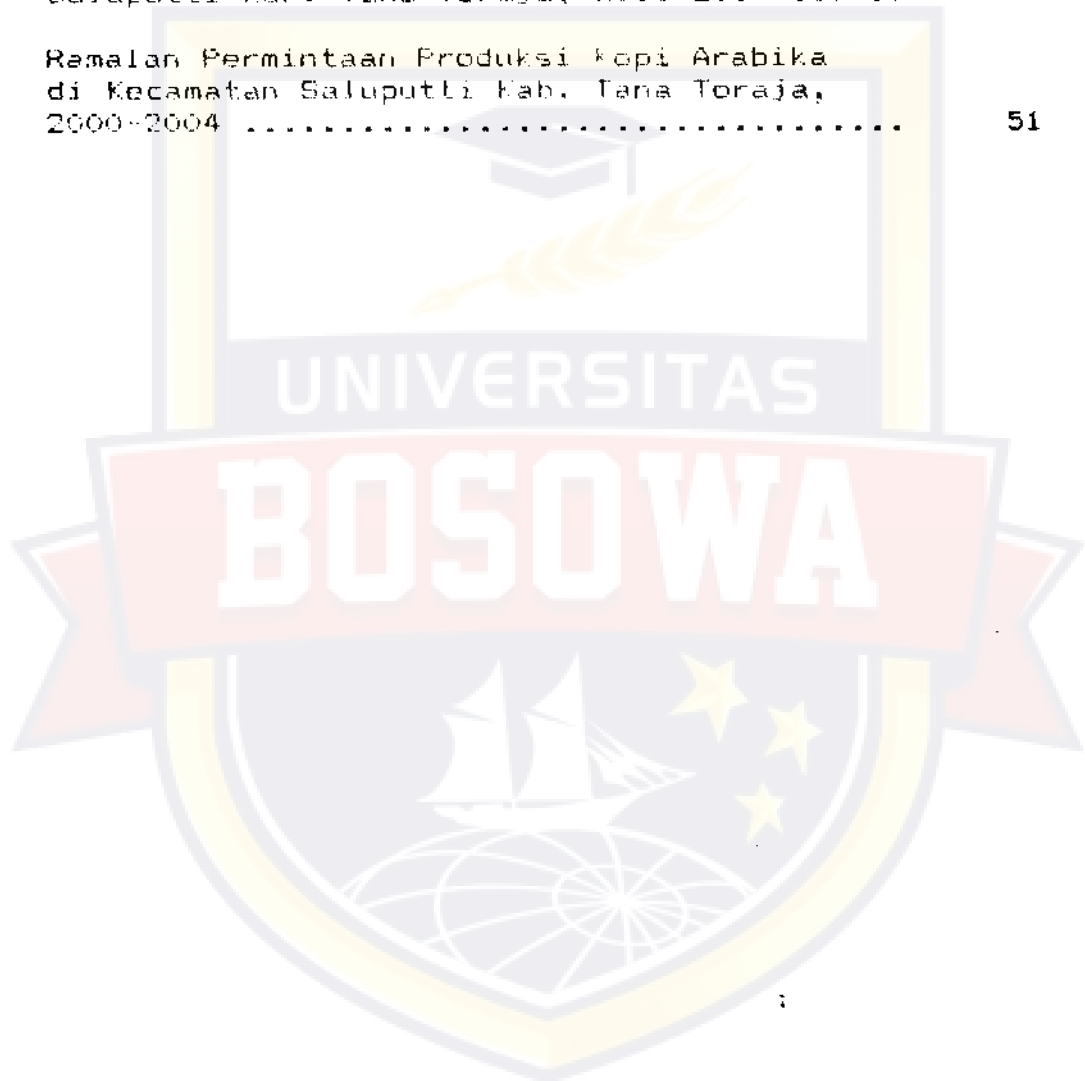 Ramalan Permintaan Produksi kopi Arabika
di Kecamatan Saluputti Kab. Tana Toraja,
2000-2004 .................................. 51
UNIVERSITAS
BOSOWA